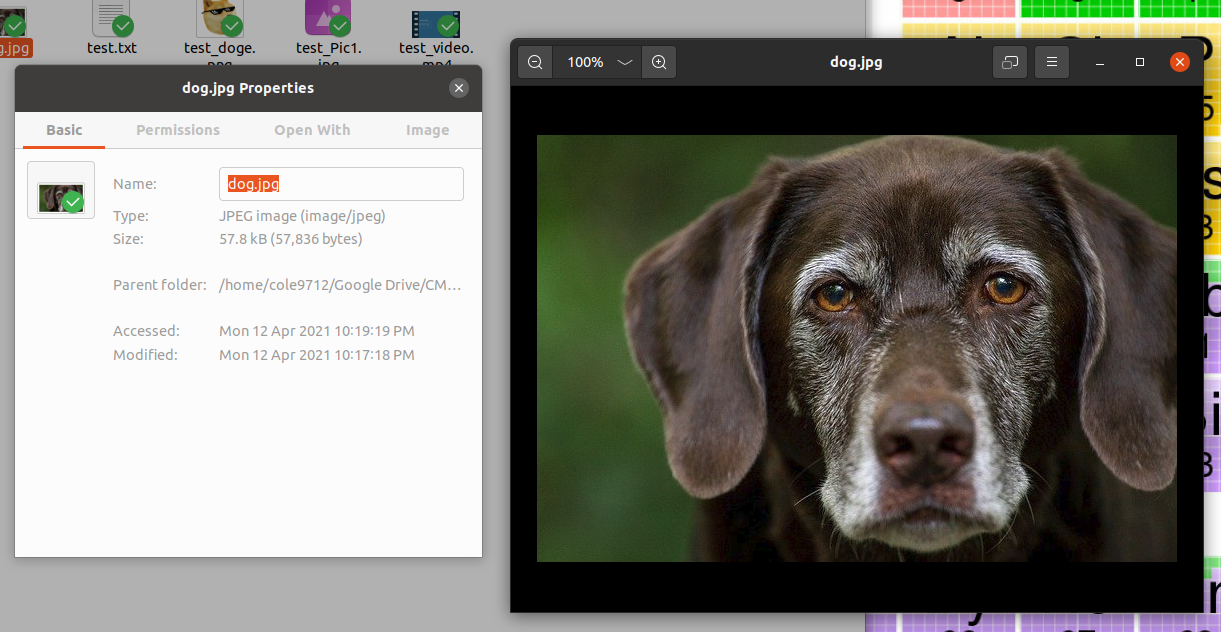 g.jpg
test.txt
test_doge.
test_Pic1.
test_video.
dog.jpg Properties
Basic
Permissions
Open With
Image
Name:
dog.jpg
Type:
JPEG image (image/jpeg)
Size:
57.8 kB (57,836 bytes)
Parent folder:
/home/cole9712/Google Drive/CM…
Accessed:
Mon 12 Apr 2021 10:19:19 PM
Modified:
Mon 12 Apr 2021 10:17:18 PM
100%
dog.jpg